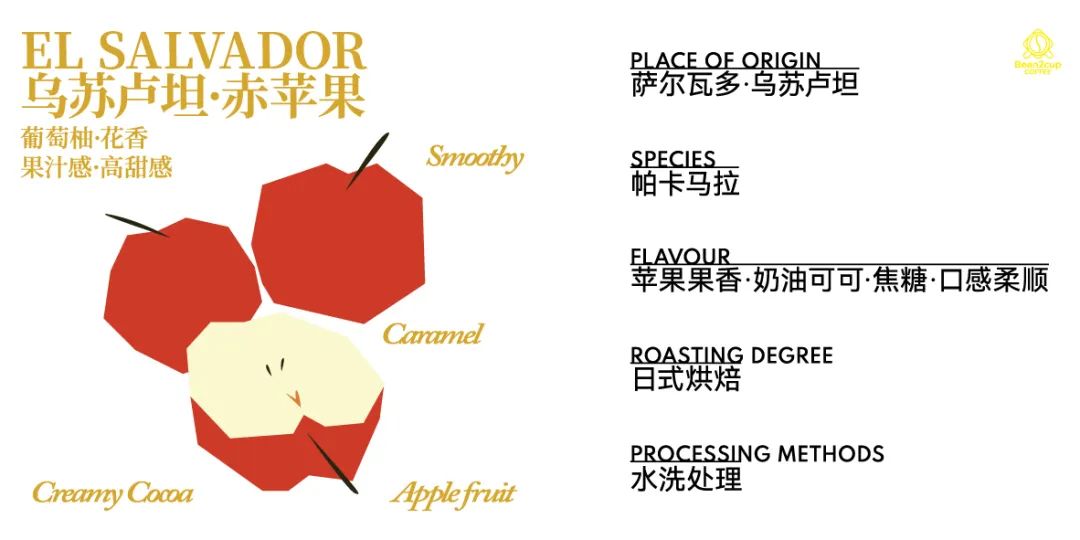 EL SALVADOR
乌苏卢坦·赤苹果
葡萄柚·花香
果汁感·高甜感
Smoothy
Caramel
Creamy Cocoa
Apple fruit
PLACE OF ORIGIN
萨尔瓦多·乌苏卢坦
SPECIES
帕卡马拉
FLAVOUR
苹果果香·奶油可可·焦糖·口感柔顺
ROASTING DEGREE
日式烘焙
PROCESSING METHODS
水洗处理
Bean2cup
COFFEE